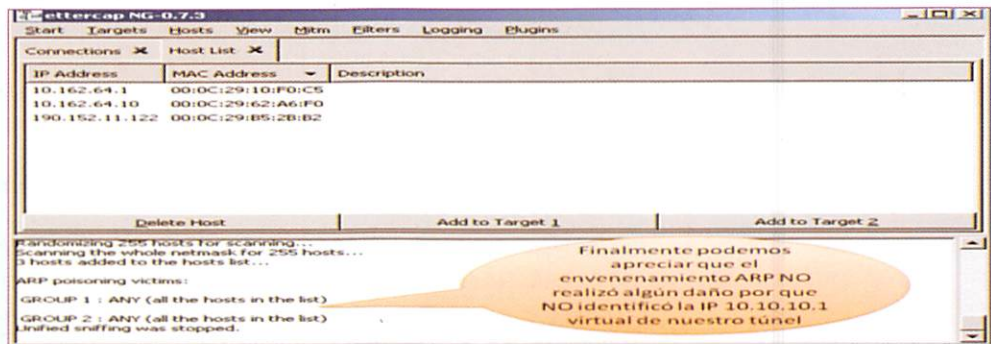 ettercap NG-0.7.3
Start Targets Hosts View Mitm Filters Logging Plugins
Connections Host List
IP Address MAC Address Description
10.162.64.1 00:0C:29:10:F0:C5
10.162.64.10 00:0C:29:62:A6:F0
190.152.11.122 00:0C:29:B5:2B:B2
Delete Host Add to Target 1 Add to Target 2
Randomizing 255 hosts for scanning...
Scanning the whole netmask for 255 hosts...
3 hosts added to the hosts list...
ARP poisoning victims:
GROUP 1 : ANY (all the hosts in the list)
GROUP 2 : ANY (all the hosts in the list)
Unified sniffing was stopped.
Finalmente podemos
apreciar que el
envenenamiento ARP NO
realizó algún daño por que
NO identificó la IP 10.10.10.1
virtual de nuestro túnel